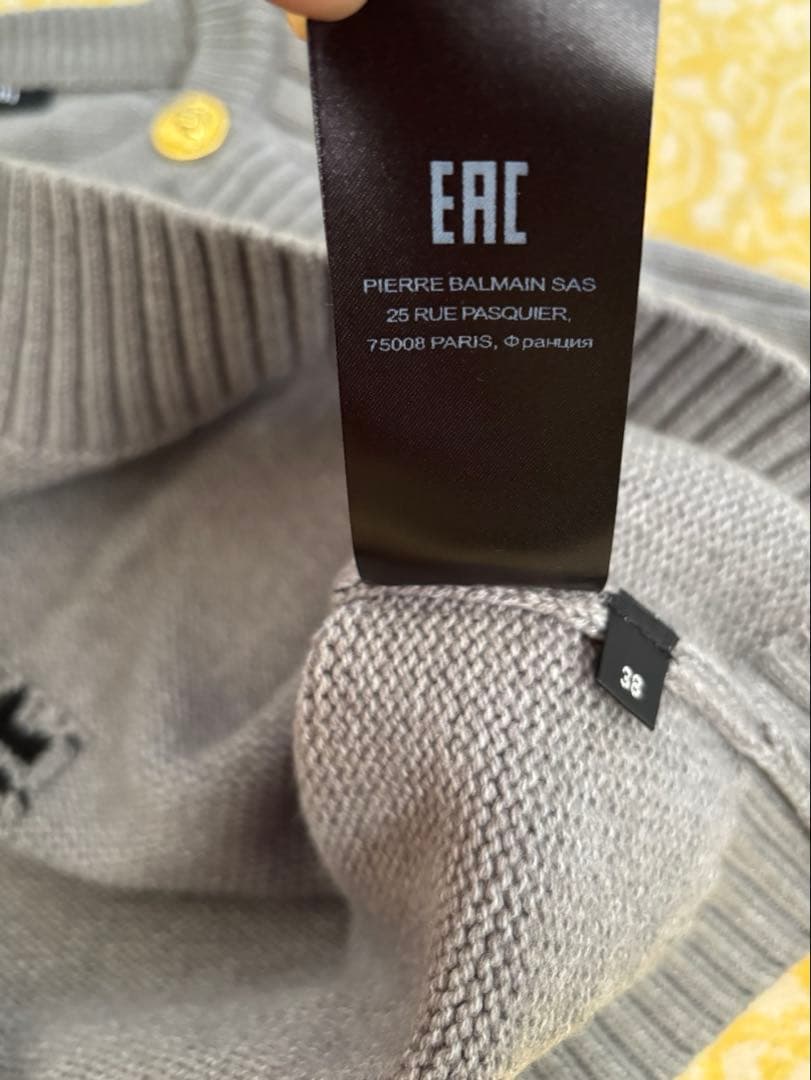 EAC
PIERRE BALMAIN SAS
25 RUE PASQUIER,
75008 PARIS, Франция
38